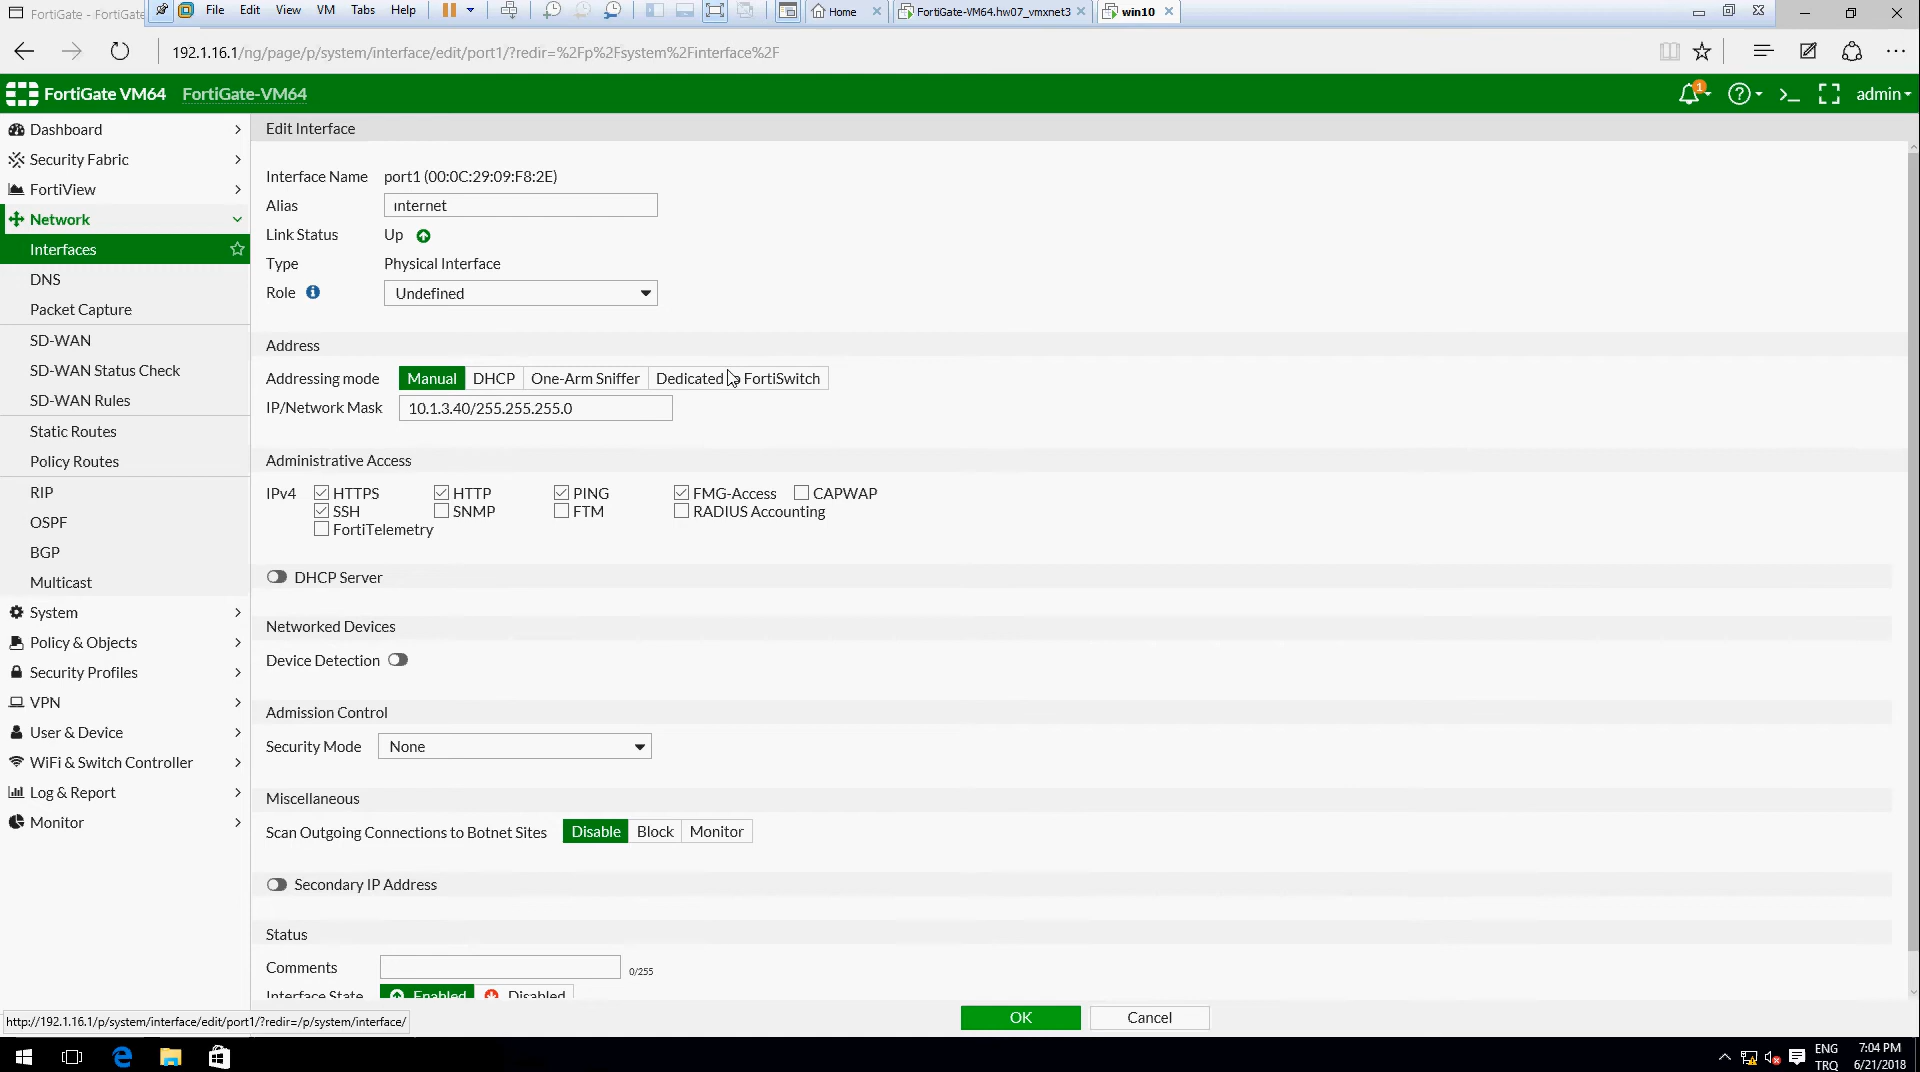 FortiGate - FortiGate
File Edit View VM Tabs Help
Home
FortiGate-VM64.hw07_vmxnet3
win10
192.1.16.1/ng/page/p/system/interface/edit/port1/?redir=%2Fp%2Fsystem%2Finterface%2F
FortiGate VM64 FortiGate-VM64
1
admin
Dashboard
Security Fabric
FortiView
Network
Interfaces
DNS
Packet Capture
SD-WAN
SD-WAN Status Check
SD-WAN Rules
Static Routes
Policy Routes
RIP
OSPF
BGP
Multicast
System
Policy & Objects
Security Profiles
VPN
User & Device
WiFi & Switch Controller
Log & Report
Monitor
Edit Interface
Interface Name port1 (00:0C:29:09:F8:2E)
Alias ınternet
Link Status Up
Type Physical Interface
Role Undefined
Address
Addressing mode Manual DHCP One-Arm Sniffer Dedicated FortiSwitch
IP/Network Mask 10.1.3.40/255.255.255.0
Administrative Access
IPv4 HTTPS HTTP PING FMG-Access CAPWAP
SSH SNMP FTM RADIUS Accounting
FortiTelemetry
DHCP Server
Networked Devices
Device Detection
Admission Control
Security Mode None
Miscellaneous
Scan Outgoing Connections to Botnet Sites Disable Block Monitor
Secondary IP Address
Status
Comments 0/255
Interface State Enabled Disabled
OK Cancel
http://192.1.16.1/p/system/interface/edit/port1/?redir=/p/system/interface/
ENG
TRQ
7:04 PM
6/21/2018